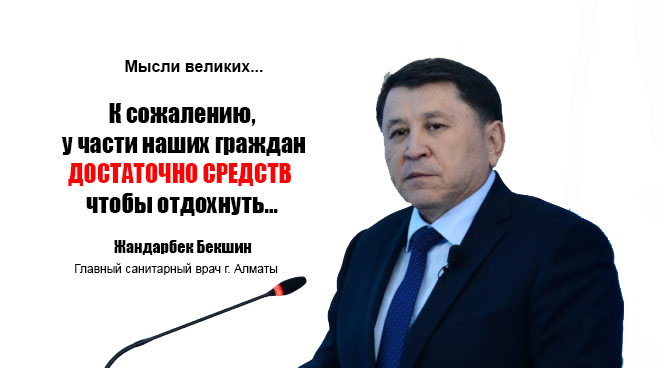 Мысли великих...
К сожалению,
у части наших граждан
ДОСТАТОЧНО СРЕДСТВ
чтобы отдохнуть...
Жандарбек Бекшин
Главный санитарный врач г. Алматы